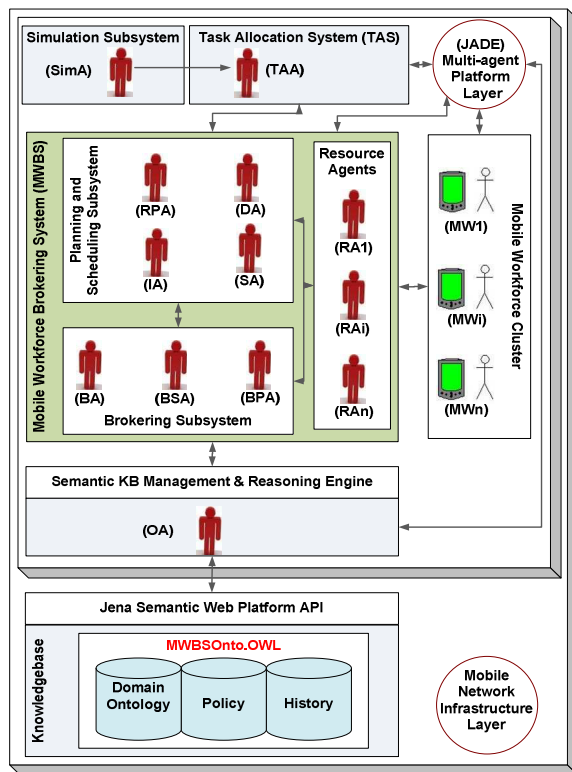 Simulation Subsystem
(SimA)
Task Allocation System (TAS)
(TAA)
(JADE)
Multi-agent
Platform
Layer
Mobile Workforce Brokering System (MWBS)
Planning and
Scheduling Subsystem
(RPA)
(DA)
(IA)
(SA)
Resource
Agents
(RA1)
(RAi)
(RAn)
(BA)
(BSA)
(BPA)
Brokering Subsystem
(MW1)
(MWi)
(MWn)
Mobile Workforce Cluster
Semantic KB Management & Reasoning Engine
(OA)
Jena Semantic Web Platform API
Knowledgebase
MWBSOnto.OWL
Domain
Ontology
Policy
History
Mobile
Network
Infrastructure
Layer